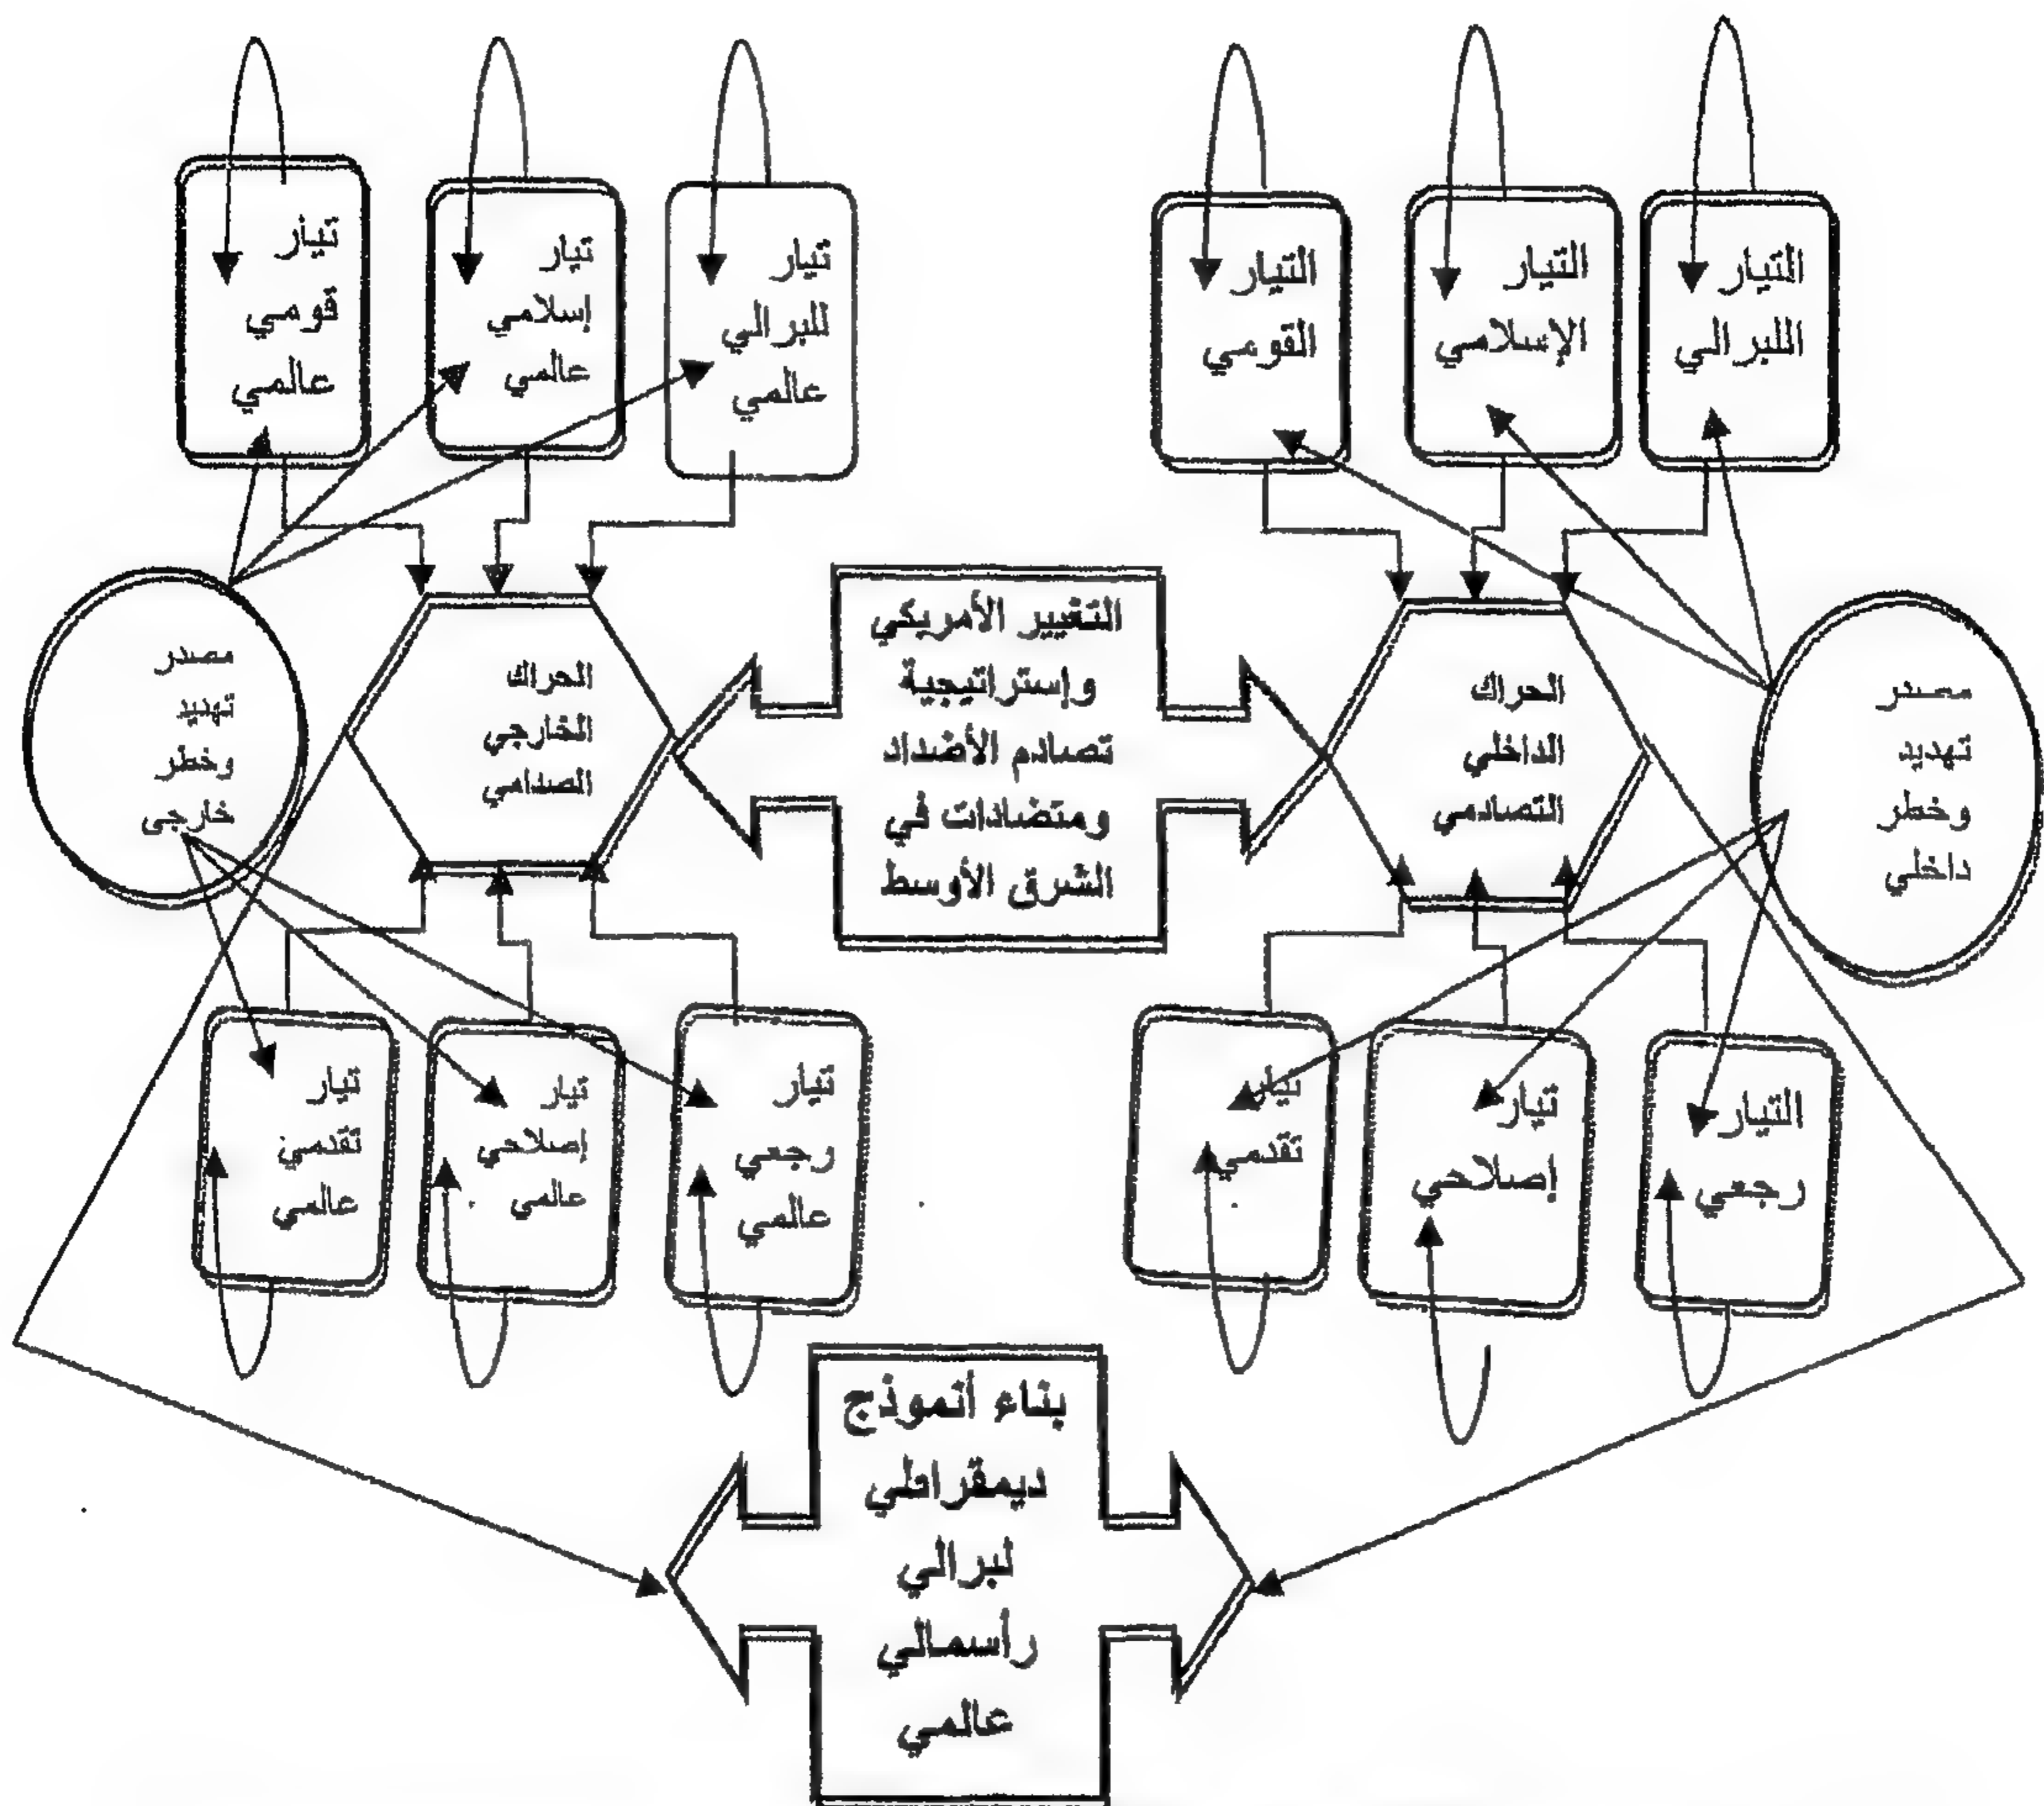 التيار
الليبرالي
التيار
الإسلامي
التيار
القومي
تيار
للبرالي
عالمي
تيار
إسلامي
عالمي
تيار
قومي
عالمي
مصدر
تهديد
وخطر
داخلي
الحراك
الداخلي
التصادمي
التغيير الأمريكي
وإستراتيجية
تصادم الأضداد
ومتضادات في
الشرق الأوسط
الحراك
الخارجي
الصدامي
مصدر
تهديد
وخطر
خارجي
التيار
رجعي
تيار
إصلاحي
تيار
تقدمي
تيار
رجعي
عالمي
تيار
إصلاحي
عالمي
تيار
تقدمي
عالمي
بناء أنموذج
ديمقراطي
لبرالي
رأسمالي
عالمي